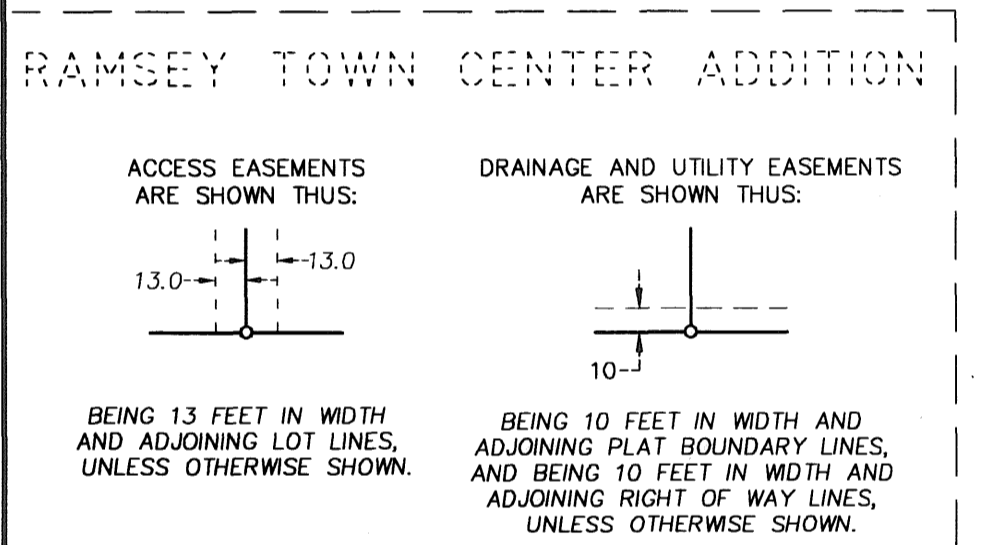 RAMSEY TOWN CENTER ADDITION
ACCESS EASEMENTS
ARE SHOWN THUS:
13.0
13.0
BEING 13 FEET IN WIDTH
AND ADJOINING LOT LINES,
UNLESS OTHERWISE SHOWN.
DRAINAGE AND UTILITY EASEMENTS
ARE SHOWN THUS:
10
BEING 10 FEET IN WIDTH AND
ADJOINING PLAT BOUNDARY LINES,
AND BEING 10 FEET IN WIDTH AND
ADJOINING RIGHT OF WAY LINES,
UNLESS OTHERWISE SHOWN.